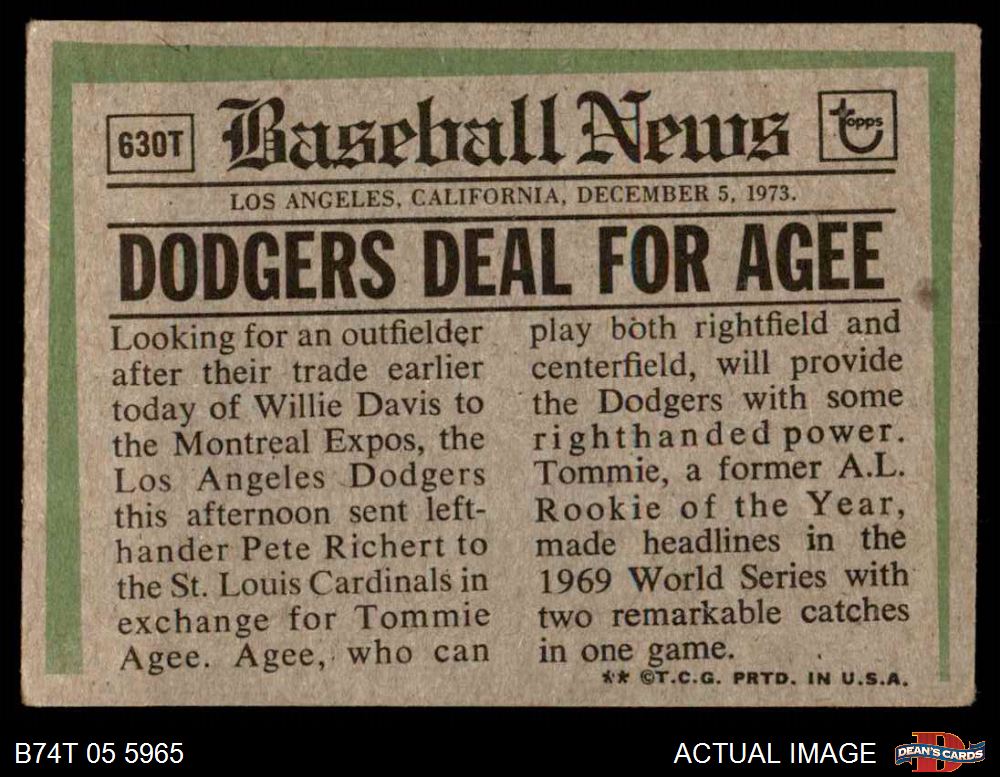 630T
Baseball News
Topps
LOS ANGELES, CALIFORNIA, DECEMBER 5, 1973.
DODGERS DEAL FOR AGEE
Looking for an outfielder
after their trade earlier
today of Willie Davis to
the Montreal Expos, the
Los Angeles Dodgers
this afternoon sent left-
hander Pete Richert to
the St. Louis Cardinals in
exchange for Tommie
Agee. Agee, who can
play both rightfield and
centerfield, will provide
the Dodgers with some
righthanded power.
Tommie, a former A.L.
Rookie of the Year,
made headlines in the
1969 World Series with
two remarkable catches
in one game.
** ©T.C.G. PRTD. IN U.S.A.
B74T 05 5965
ACTUAL IMAGE
DEAN'S CARDS